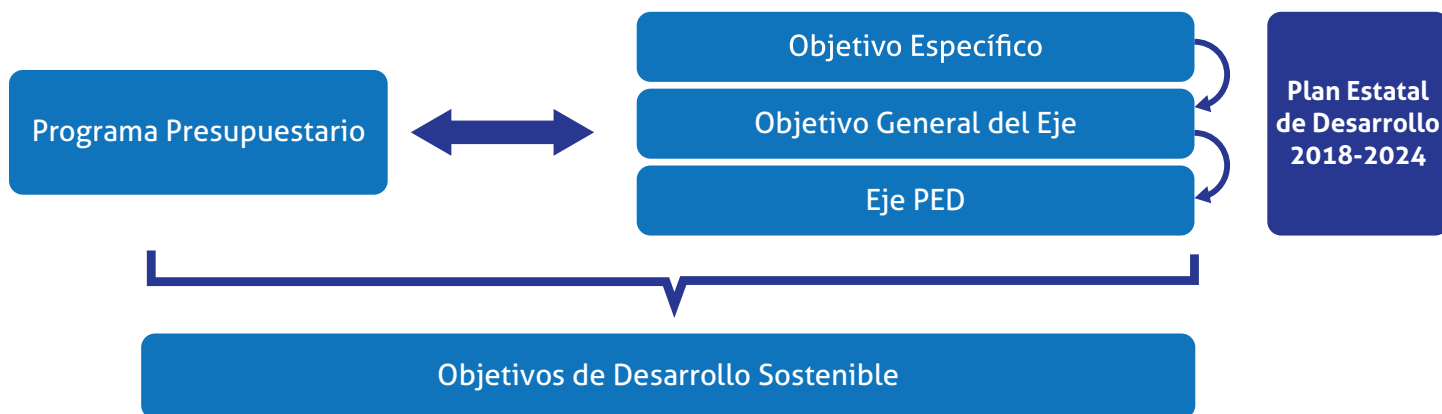 Programa Presupuestario
Objetivo Específico
Objetivo General del Eje
Eje PED
Plan Estatal
de Desarrollo
2018-2024
Objetivos de Desarrollo Sostenible